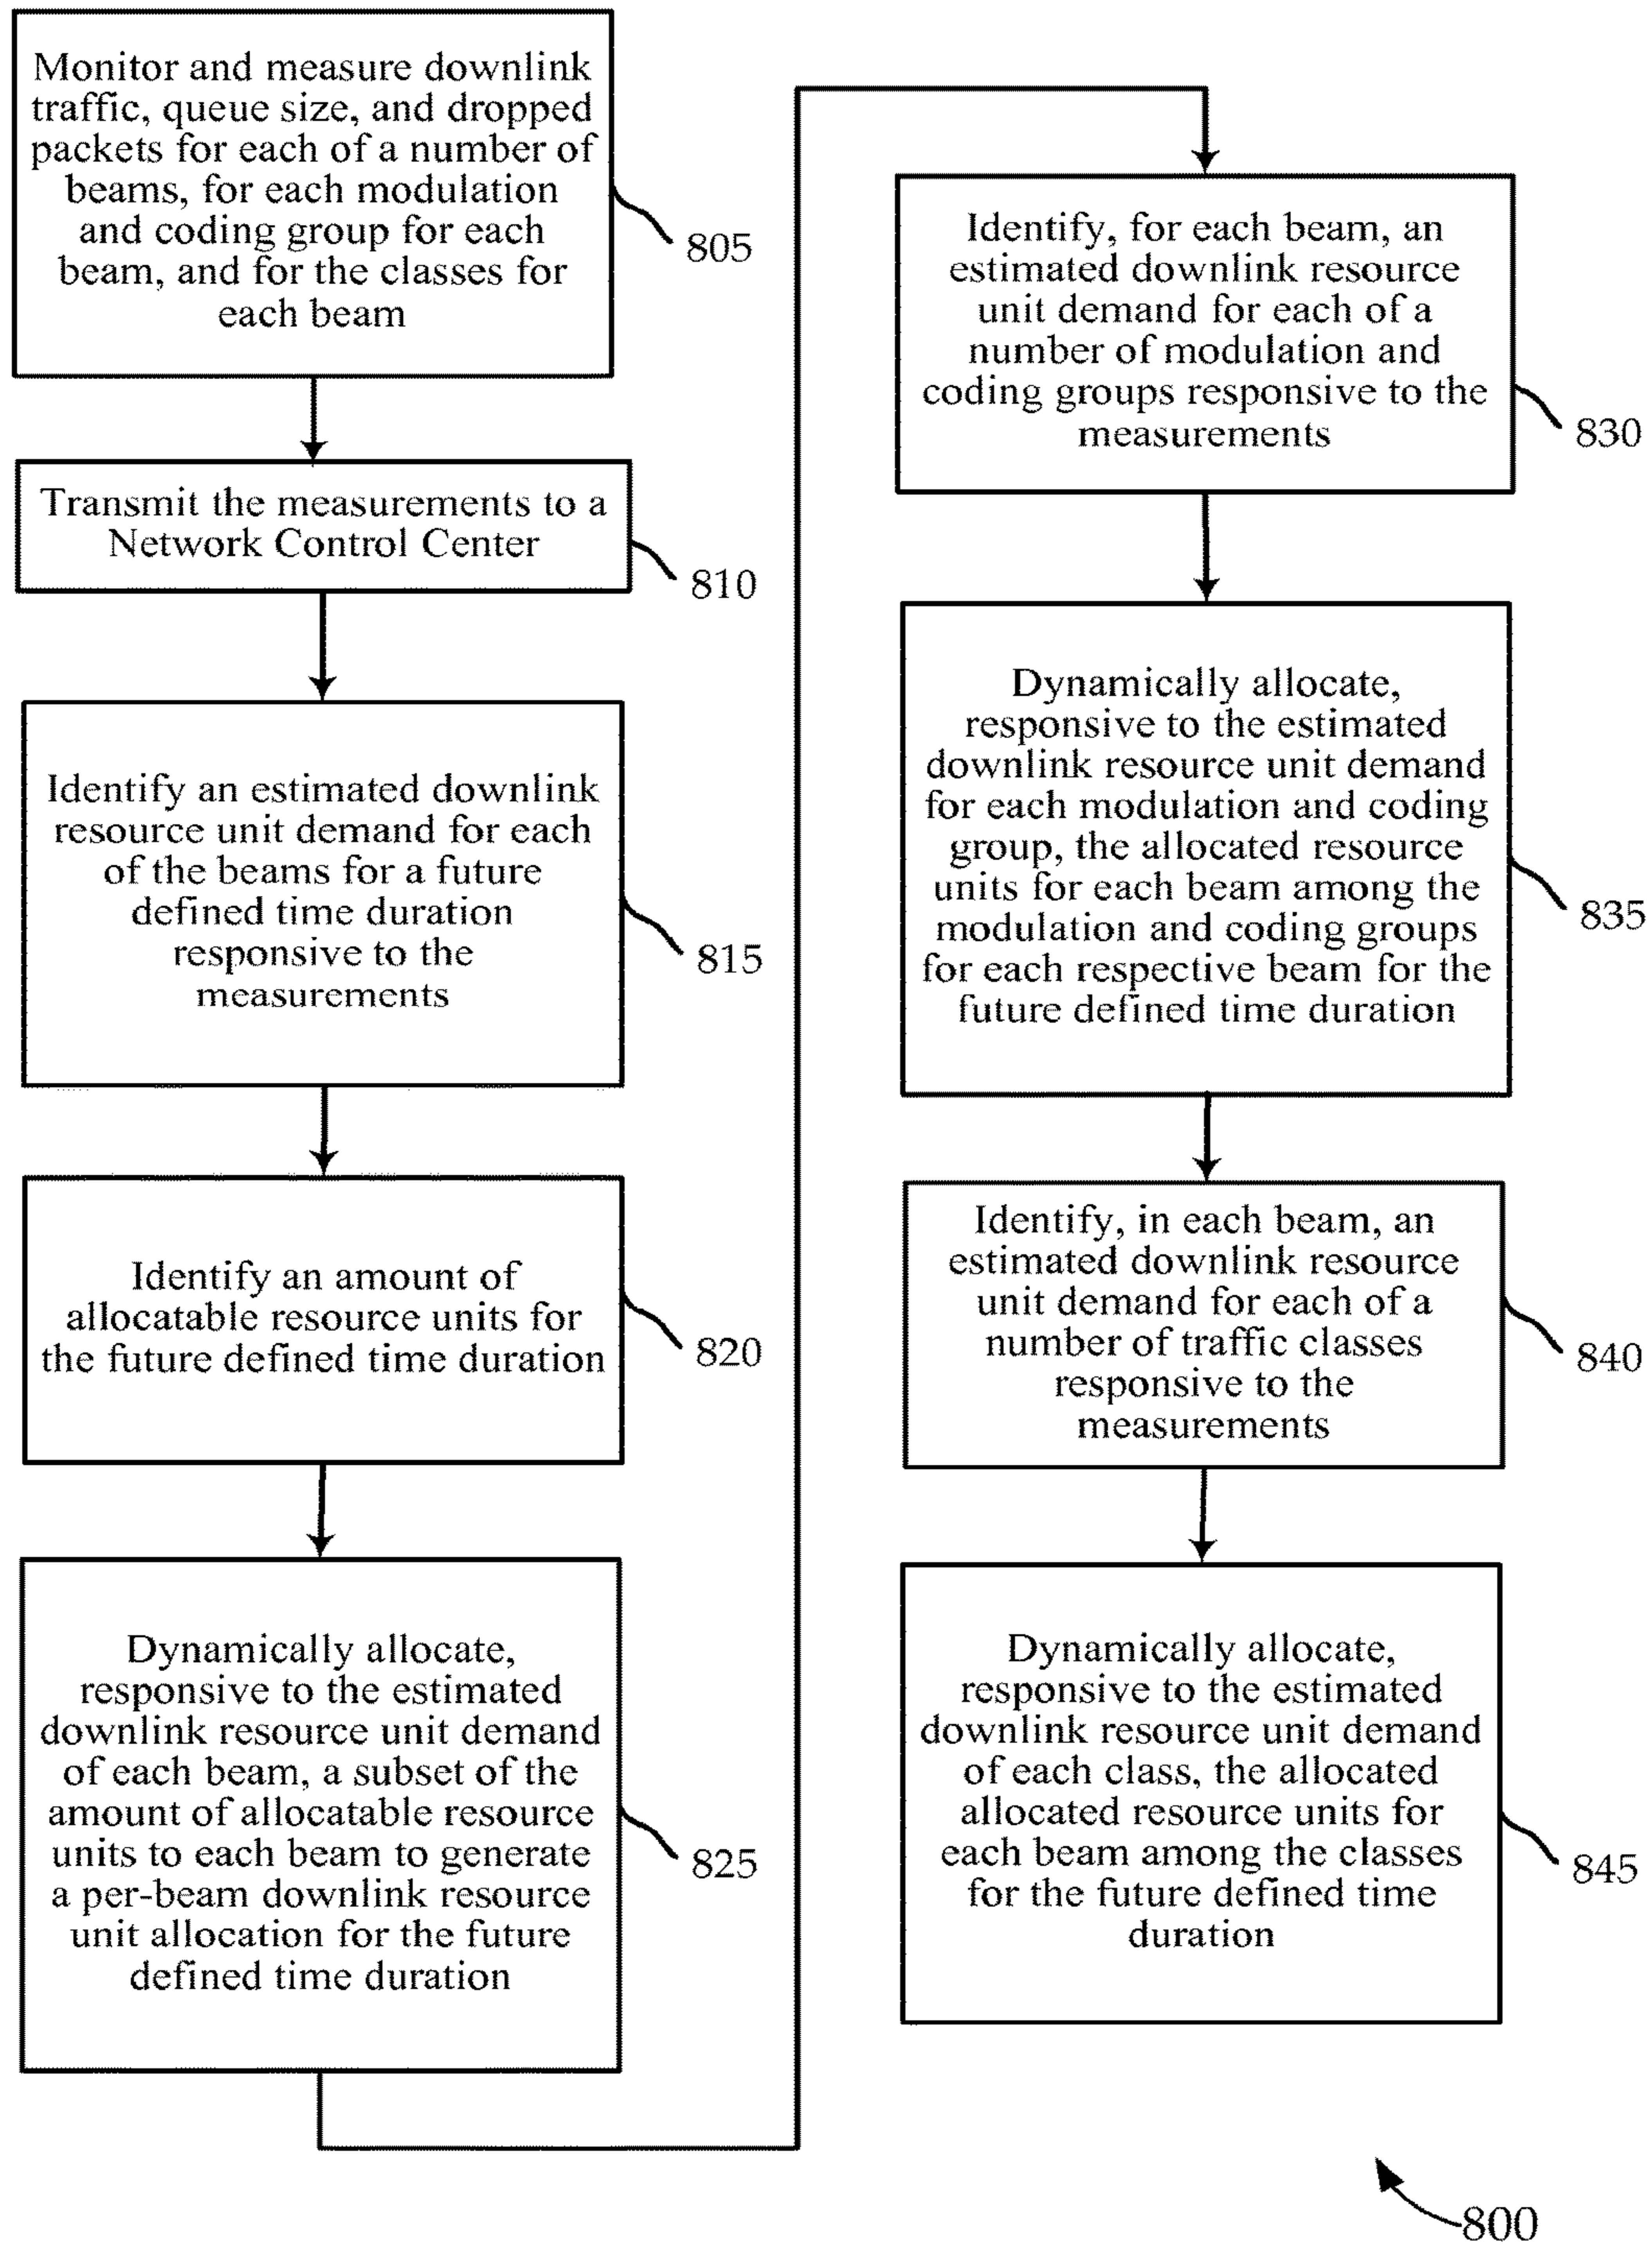 Monitor and measure downlink
traffic, queue size, and dropped
packets for each of a number of
beams, for each modulation
and coding group for each
beam, and for the classes for
each beam
805
Transmit the measurements to a
Network Control Center
810
Identify an estimated downlink
resource unit demand for each
of the beams for a future
defined time duration
responsive to the
measurements
815
Identify an amount of
allocatable resource units for
the future defined time duration
820
Dynamically allocate,
responsive to the estimated
downlink resource unit demand
of each beam, a subset of the
amount of allocatable resource
units to each beam to generate
a per-beam downlink resource
unit allocation for the future
defined time duration
825
Identify, for each beam, an
estimated downlink resource
unit demand for each of a
number of modulation and
coding groups responsive to the
measurements
830
Dynamically allocate,
responsive to the estimated
downlink resource unit demand
for each modulation and coding
group, the allocated resource
units for each beam among the
modulation and coding groups
for each respective beam for the
future defined time duration
835
Identify, in each beam, an
estimated downlink resource
unit demand for each of a
number of traffic classes
responsive to the
measurements
840
Dynamically allocate,
responsive to the estimated
downlink resource unit demand
of each class, the allocated
allocated resource units for
each beam among the classes
for the future defined time
duration
845
800